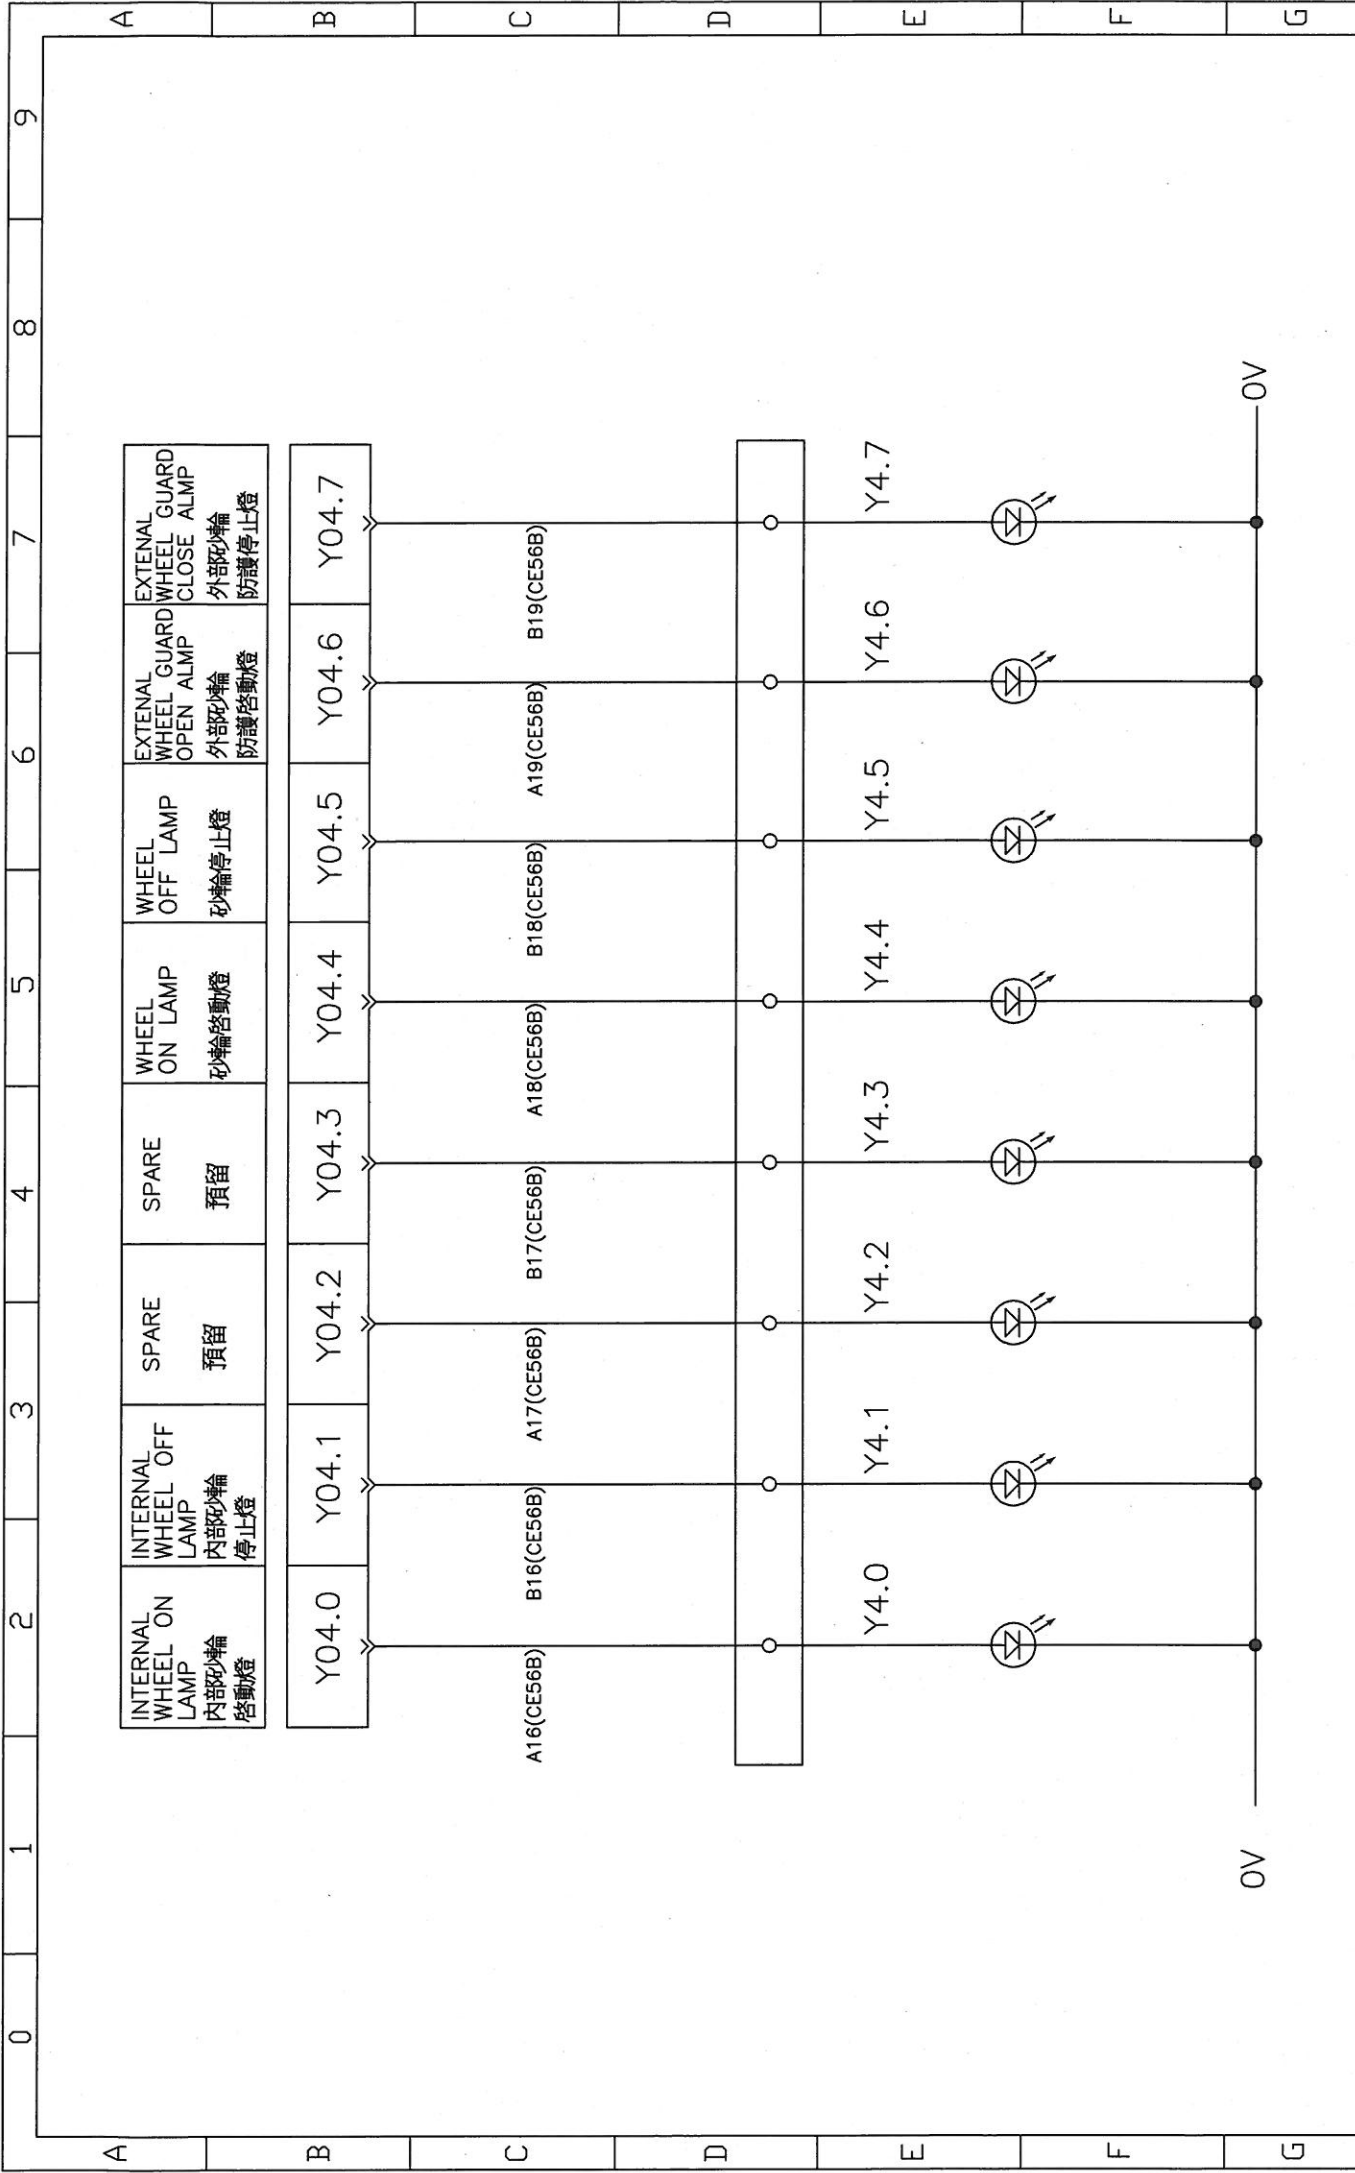 0
1
2
3
4
5
6
7
8
9
A
B
C
D
E
F
G
INTERNAL
WHEEL ON
LAMP
內部砂輪
啓動燈
INTERNAL
WHEEL OFF
LAMP
內部砂輪
停止燈
SPARE
預留
SPARE
預留
WHEEL
ON LAMP
砂輪啓動燈
WHEEL
OFF LAMP
砂輪停止燈
EXTENAL
WHEEL GUARD
OPEN ALMP
外部砂輪
防護啓動燈
EXTENAL
WHEEL GUARD
CLOSE ALMP
外部砂輪
防護停止燈
Y04.0
Y04.1
Y04.2
Y04.3
Y04.4
Y04.5
Y04.6
Y04.7
A16(CE56B)
B16(CE56B)
A17(CE56B)
B17(CE56B)
A18(CE56B)
B18(CE56B)
A19(CE56B)
B19(CE56B)
Y4.0
Y4.1
Y4.2
Y4.3
Y4.4
Y4.5
Y4.6
Y4.7
0V
0V
A
B
C
D
E
F
G